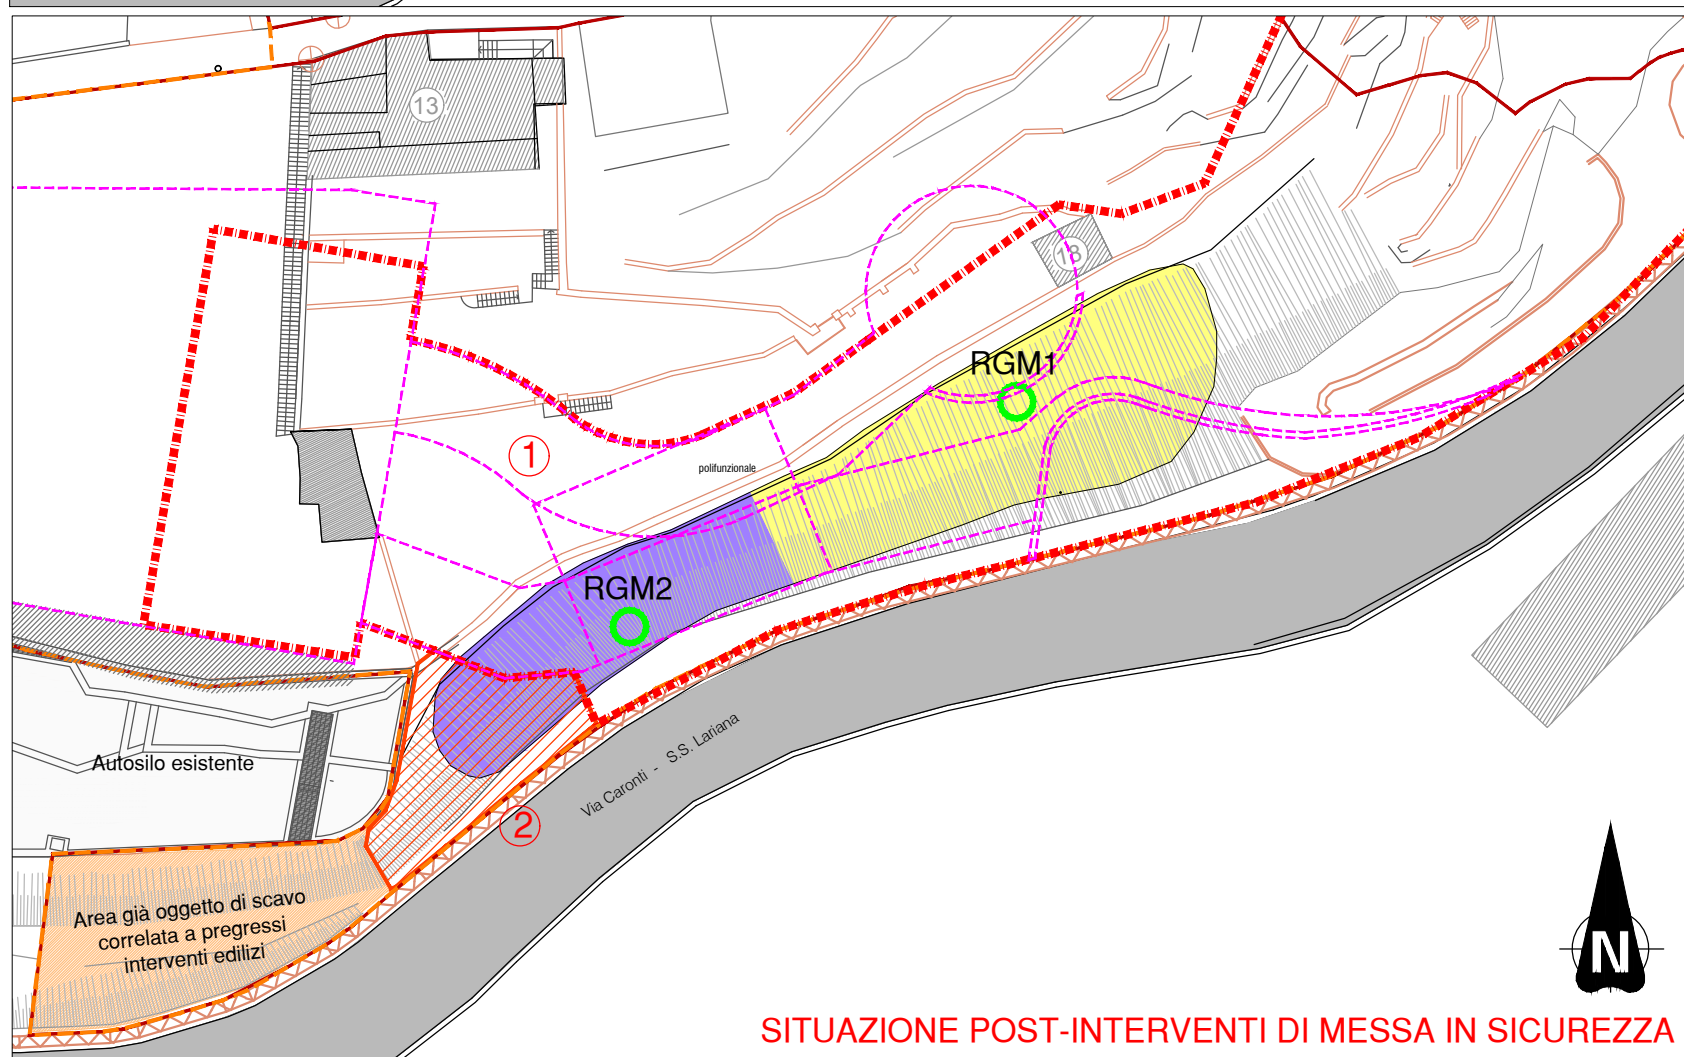 13
13
RGM1
1
polifunzionale
RGM2
Via Caronti - S.S. Lariana
Autosilo esistente
2
Area già oggetto di scavo
correlata a pregressi
interventi edilizi
N
SITUAZIONE POST-INTERVENTI DI MESSA IN SICUREZZA